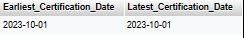 Earliest_Certification_Date Latest_Certification_Date
2023-10-01 2023-10-01